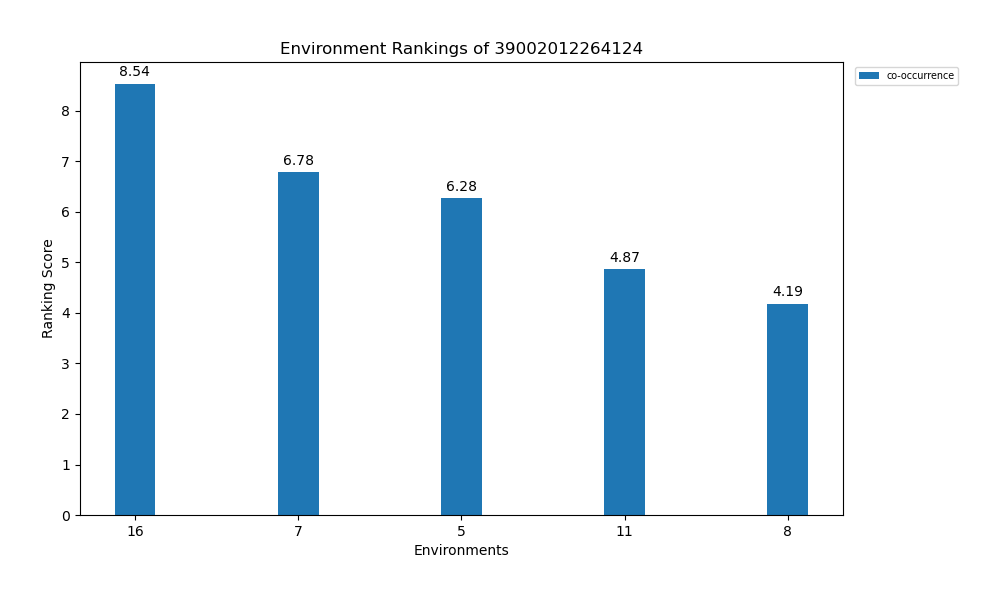 Environment Rankings of 39002012264124
co-occurrence
8.54
6.78
6.28
4.87
4.19
Ranking Score
8
7
6
5
4
3
2
1
0
16 7 5 11 8
Environments